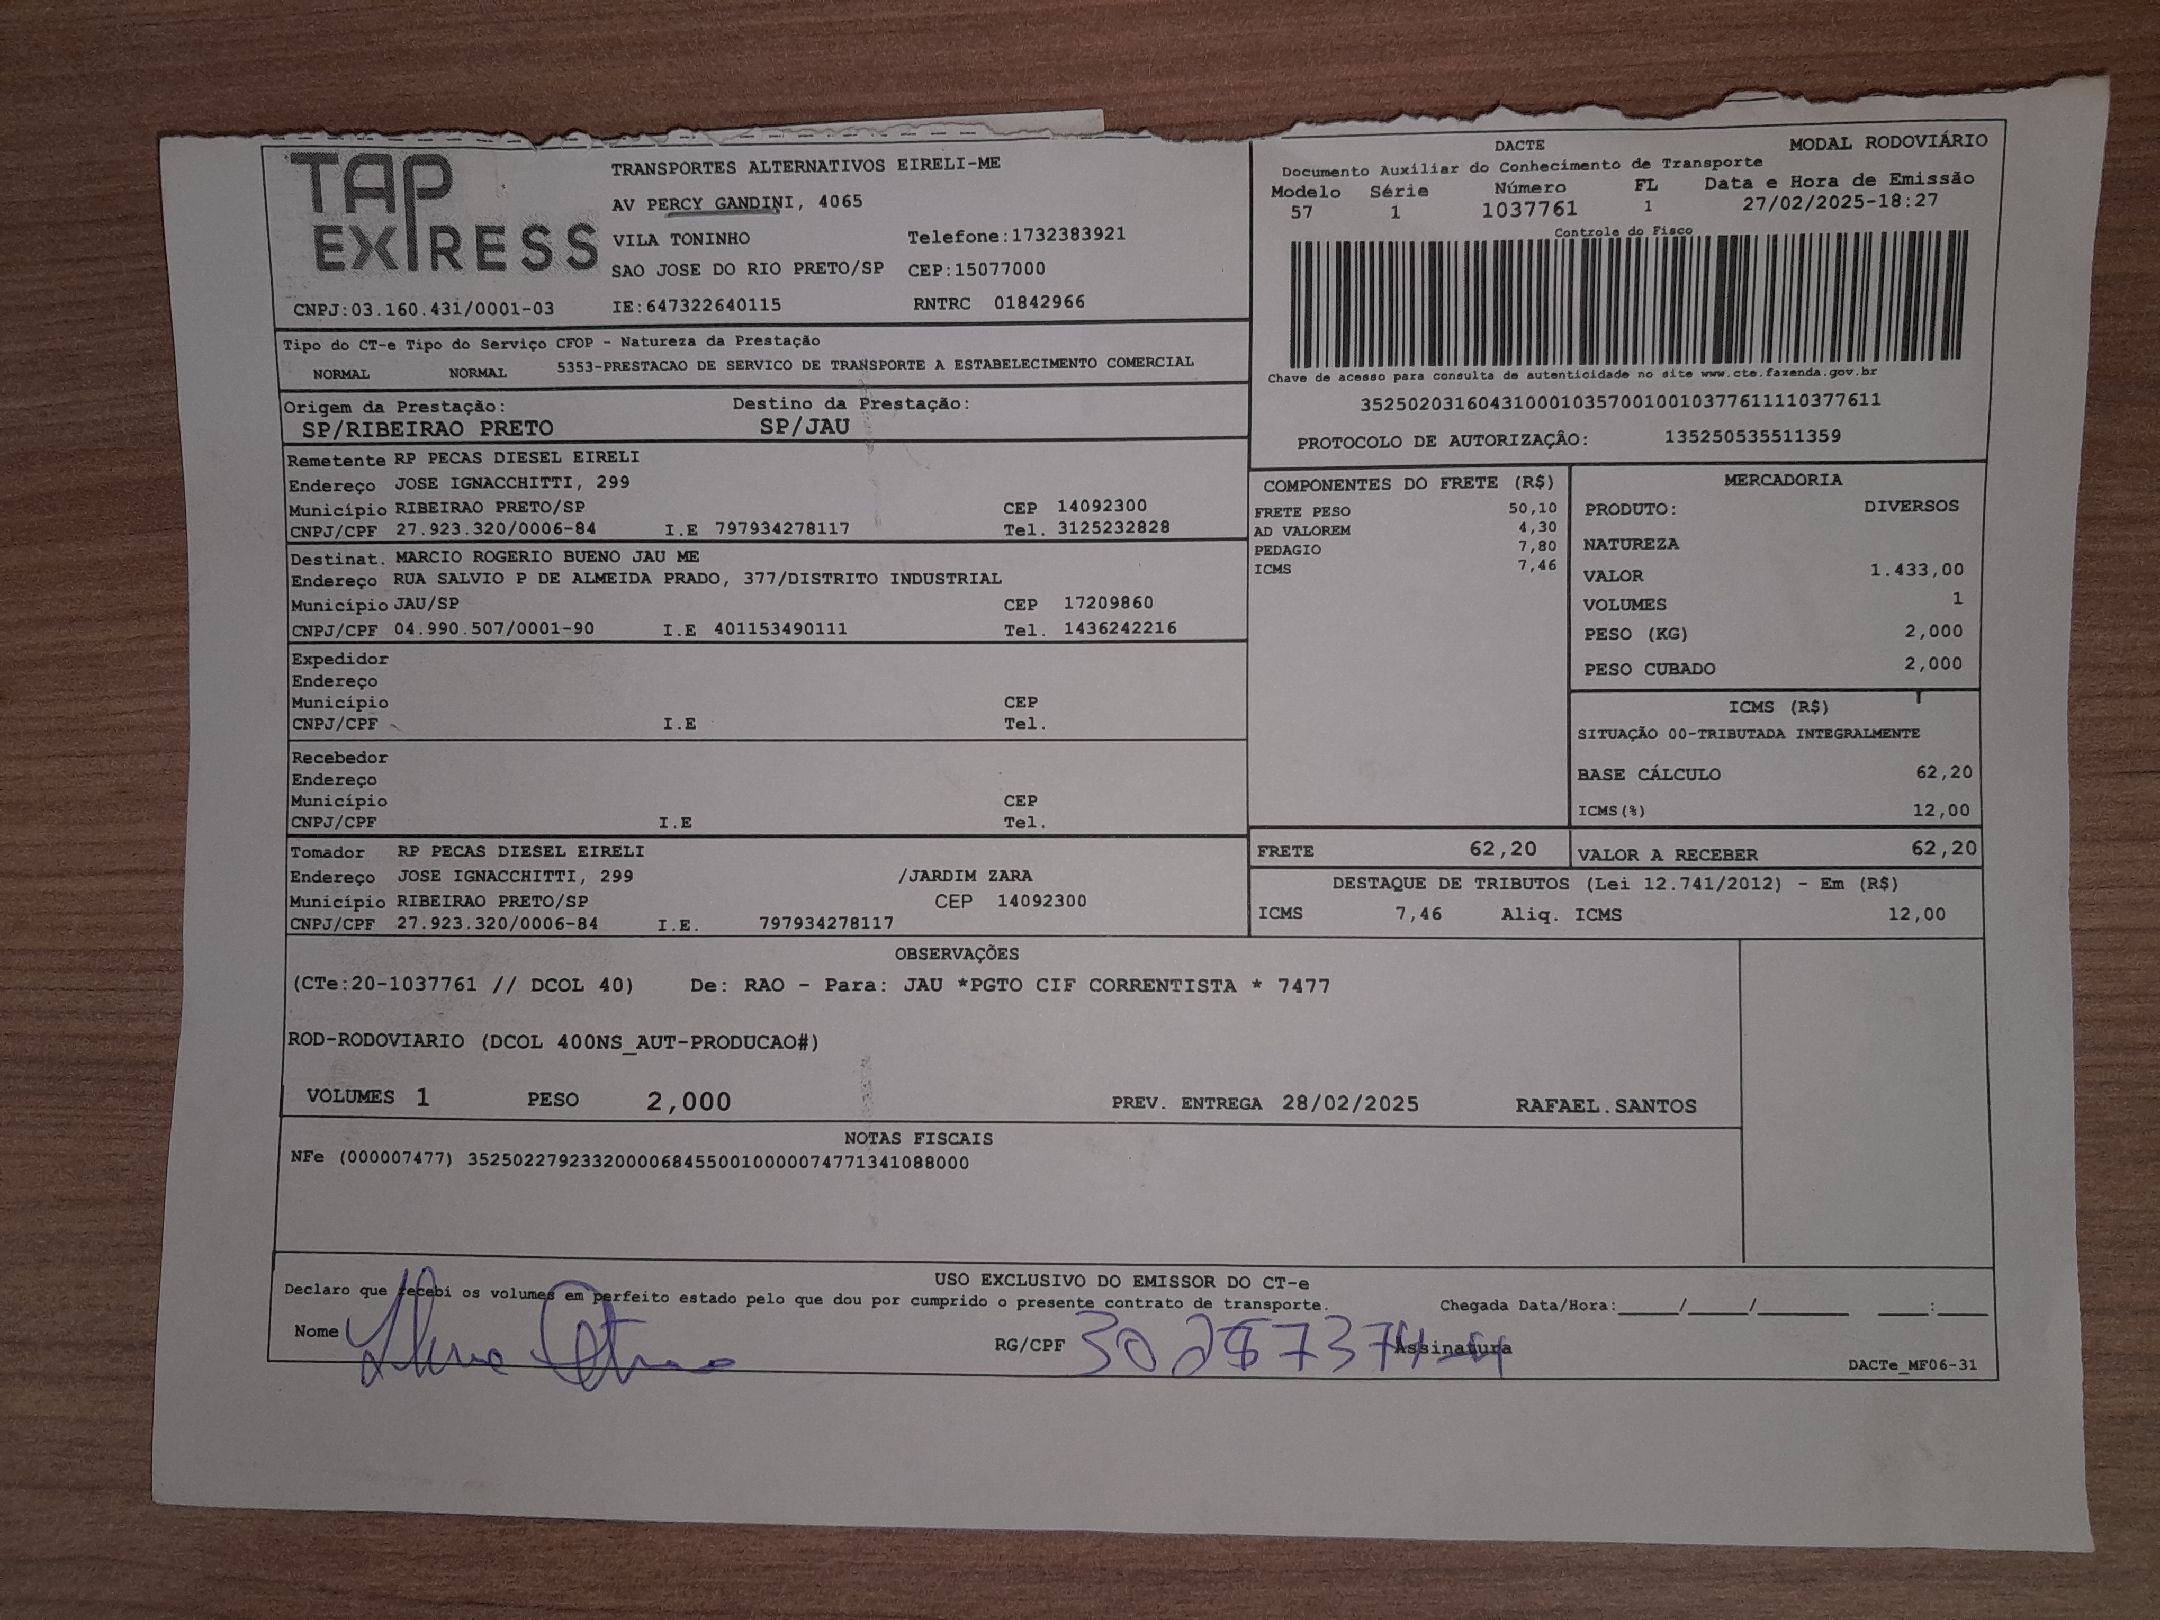 TAP EXPRESS
TRANSPORTES ALTERNATIVOS EIRELI-ME
AV PERCY GANDINI, 4065
VILA TONINHO Telefone:1732383921
SAO JOSE DO RIO PRETO/SP CEP:15077000
CNPJ:03.160.431/0001-03 IE:647322640115 RNTRC 01842966
DACTE MODAL RODOVIÁRIO
Documento Auxiliar do Conhecimento de Transporte
Modelo Série Número FL Data e Hora de Emissão
57 1 1037761 1 27/02/2025-18:27
Controle do Fisco
Chave de acesso para consulta de autenticidade no site www.cte.fazenda.gov.br
35250203160431000103570010010377611110377611
PROTOCOLO DE AUTORIZAÇÂO: 135250535511359
Tipo do CT-e Tipo do Serviço CFOP - Natureza da Prestação
NORMAL NORMAL 5353-PRESTACAO DE SERVICO DE TRANSPORTE A ESTABELECIMENTO COMERCIAL
Origem da Prestação: Destino da Prestação:
SP/RIBEIRAO PRETO SP/JAU
Remetente RP PECAS DIESEL EIRELI
Endereço JOSE IGNACCHITTI, 299
Município RIBEIRAO PRETO/SP CEP 14092300
CNPJ/CPF 27.923.320/0006-84 I.E 797934278117 Tel. 3125232828
Destinat. MARCIO ROGERIO BUENO JAU ME
Endereço RUA SALVIO P DE ALMEIDA PRADO, 377/DISTRITO INDUSTRIAL
Município JAU/SP CEP 17209860
CNPJ/CPF 04.990.507/0001-90 I.E 401153490111 Tel. 1436242216
Expedidor
Endereço
Município CEP
CNPJ/CPF I.E Tel.
Recebedor
Endereço
Município CEP
CNPJ/CPF I.E Tel.
Tomador RP PECAS DIESEL EIRELI
Endereço JOSE IGNACCHITTI, 299 /JARDIM ZARA
Município RIBEIRAO PRETO/SP CEP 14092300
CNPJ/CPF 27.923.320/0006-84 I.E. 797934278117
COMPONENTES DO FRETE (R$)
FRETE PESO 50,10
AD VALOREM 4,30
PEDAGIO 7,80
ICMS 7,46
MERCADORIA
PRODUTO: DIVERSOS
NATUREZA
VALOR 1.433,00
VOLUMES 1
PESO (KG) 2,000
PESO CUBADO 2,000
ICMS (R$)
SITUAÇÃO 00-TRIBUTADA INTEGRALMENTE
BASE CÁLCULO 62,20
ICMS(%) 12,00
FRETE 62,20 VALOR A RECEBER 62,20
DESTAQUE DE TRIBUTOS (Lei 12.741/2012) - Em (R$)
ICMS 7,46 Aliq. ICMS 12,00
OBSERVAÇÕES
(CTe:20-1037761 // DCOL 40) De: RAO - Para: JAU *PGTO CIF CORRENTISTA * 7477
ROD-RODOVIARIO (DCOL 400NS_AUT-PRODUCAO#)
VOLUMES 1 PESO 2,000 PREV. ENTREGA 28/02/2025 RAFAEL.SANTOS
NOTAS FISCAIS
NFe (000007477) 35250227923320000684550010000074771341088000
USO EXCLUSIVO DO EMISSOR DO CT-e
Declaro que recebi os volumes em perfeito estado pelo que dou por cumprido o presente contrato de transporte. Chegada Data/Hora:_____/_____/________ ____:____
Nome RG/CPF Assinatura
DACTe_MF06-31